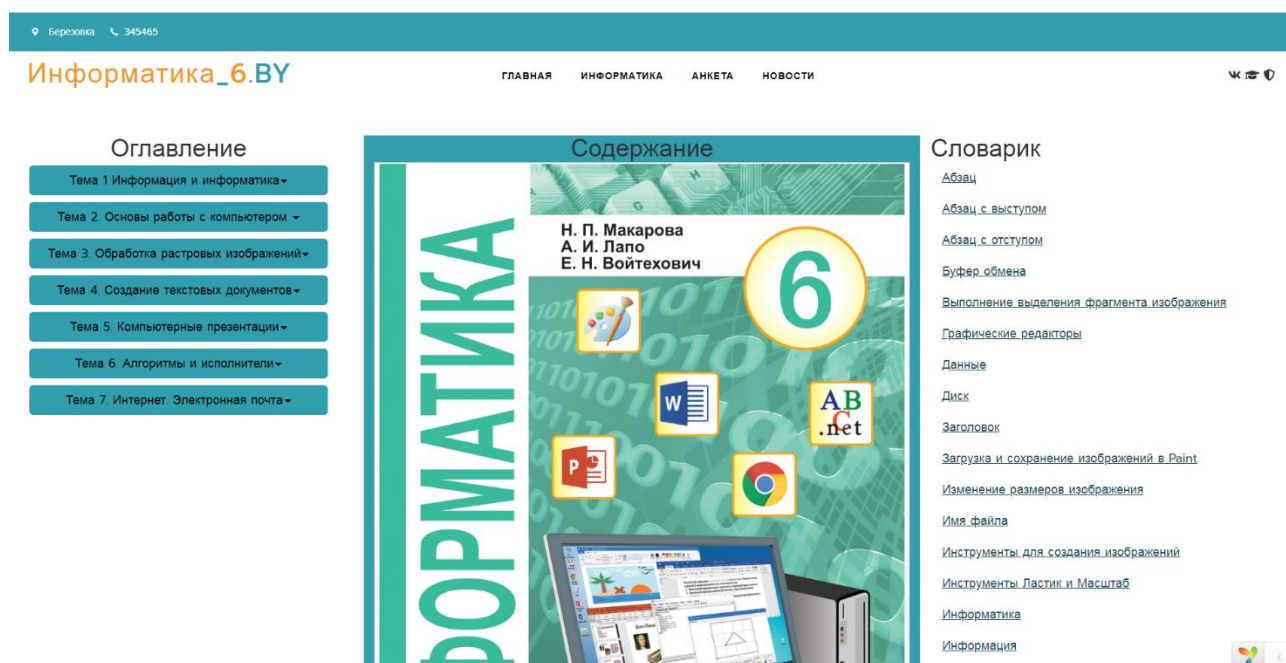 Березовка 345465
Информатика_6.BY
ГЛАВНАЯ ИНФОРМАТИКА АНКЕТА НОВОСТИ
Оглавление
Тема 1 Информация и информатика
Тема 2. Основы работы с компьютером
Тема 3. Обработка растровых изображений
Тема 4. Создание текстовых документов
Тема 5. Компьютерные презентации
Тема 6. Алгоритмы и исполнители
Тема 7. Интернет. Электронная почта
Содержание
Н. П. Макарова
А. И. Лапо
Е. Н. Войтехович
6
ФОРМАТИКА
W
ABC
.net
P
Словарик
Абзац
Абзац с выступом
Абзац с отступом
Буфер обмена
Выполнение выделения фрагмента изображения
Графические редакторы
Данные
Диск
Заголовок
Загрузка и сохранение изображений в Paint
Изменение размеров изображения
Имя файла
Инструменты для создания изображений
Инструменты Ластик и Масштаб
Информатика
Информация